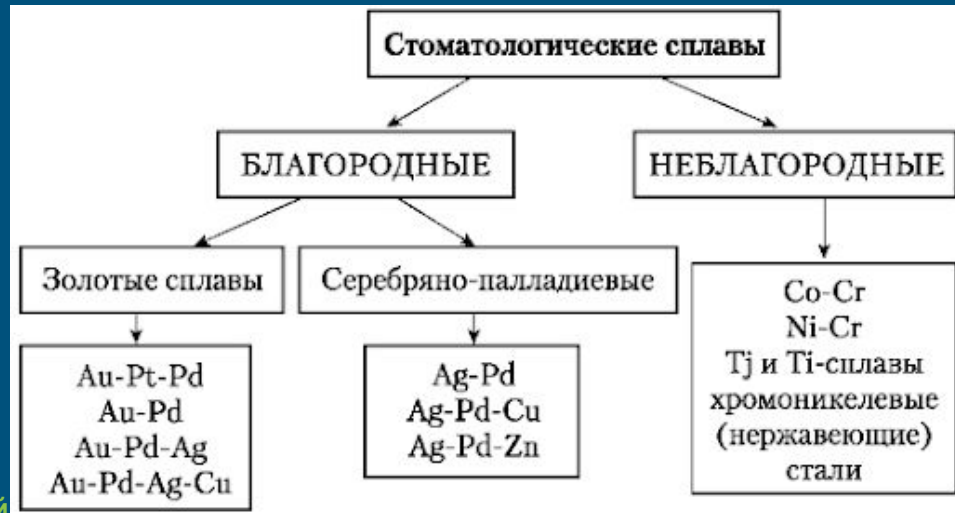 Стоматологические сплавы
БЛАГОРОДНЫЕ
НЕБЛАГОРОДНЫЕ
Золотые сплавы
Серебряно-палладиевые
Au-Pt-Pd
Au-Pd
Au-Pd-Ag
Au-Pd-Ag-Cu
Ag-Pd
Ag-Pd-Cu
Ag-Pd-Zn
Co-Cr
Ni-Cr
Tj и Ti-сплавы
хромоникелевые
(нержавеющие)
стали
й